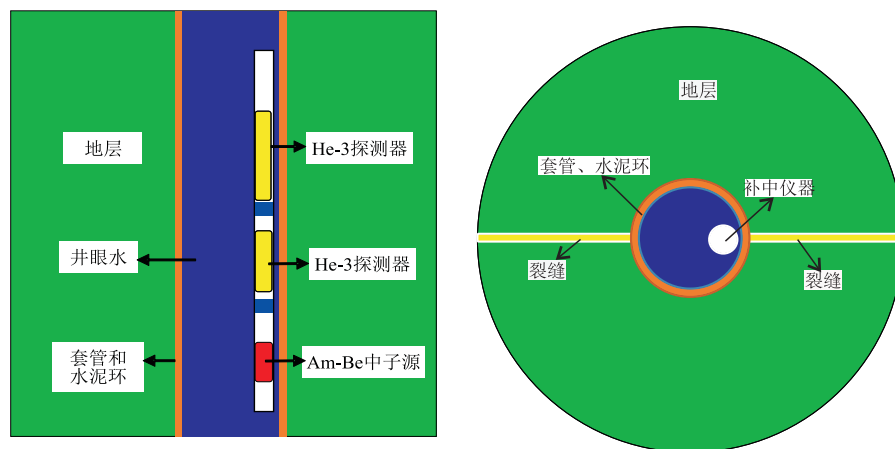 地层
He-3探测器
井眼水
He-3探测器
套管和
水泥环
Am-Be中子源
地层
套管、水泥环
补中仪器
裂缝
裂缝